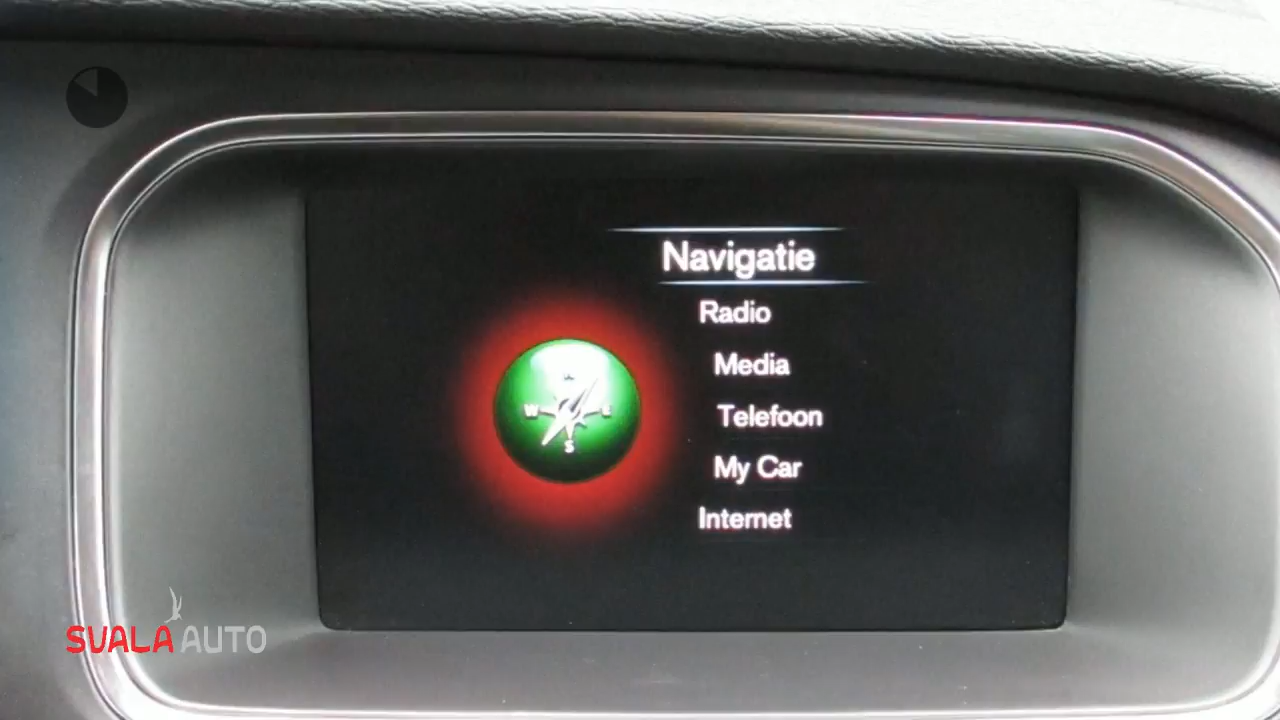 Navigatie
Radio
Media
Telefoon
My Car
Internet
W E
S
SVALA AUTO